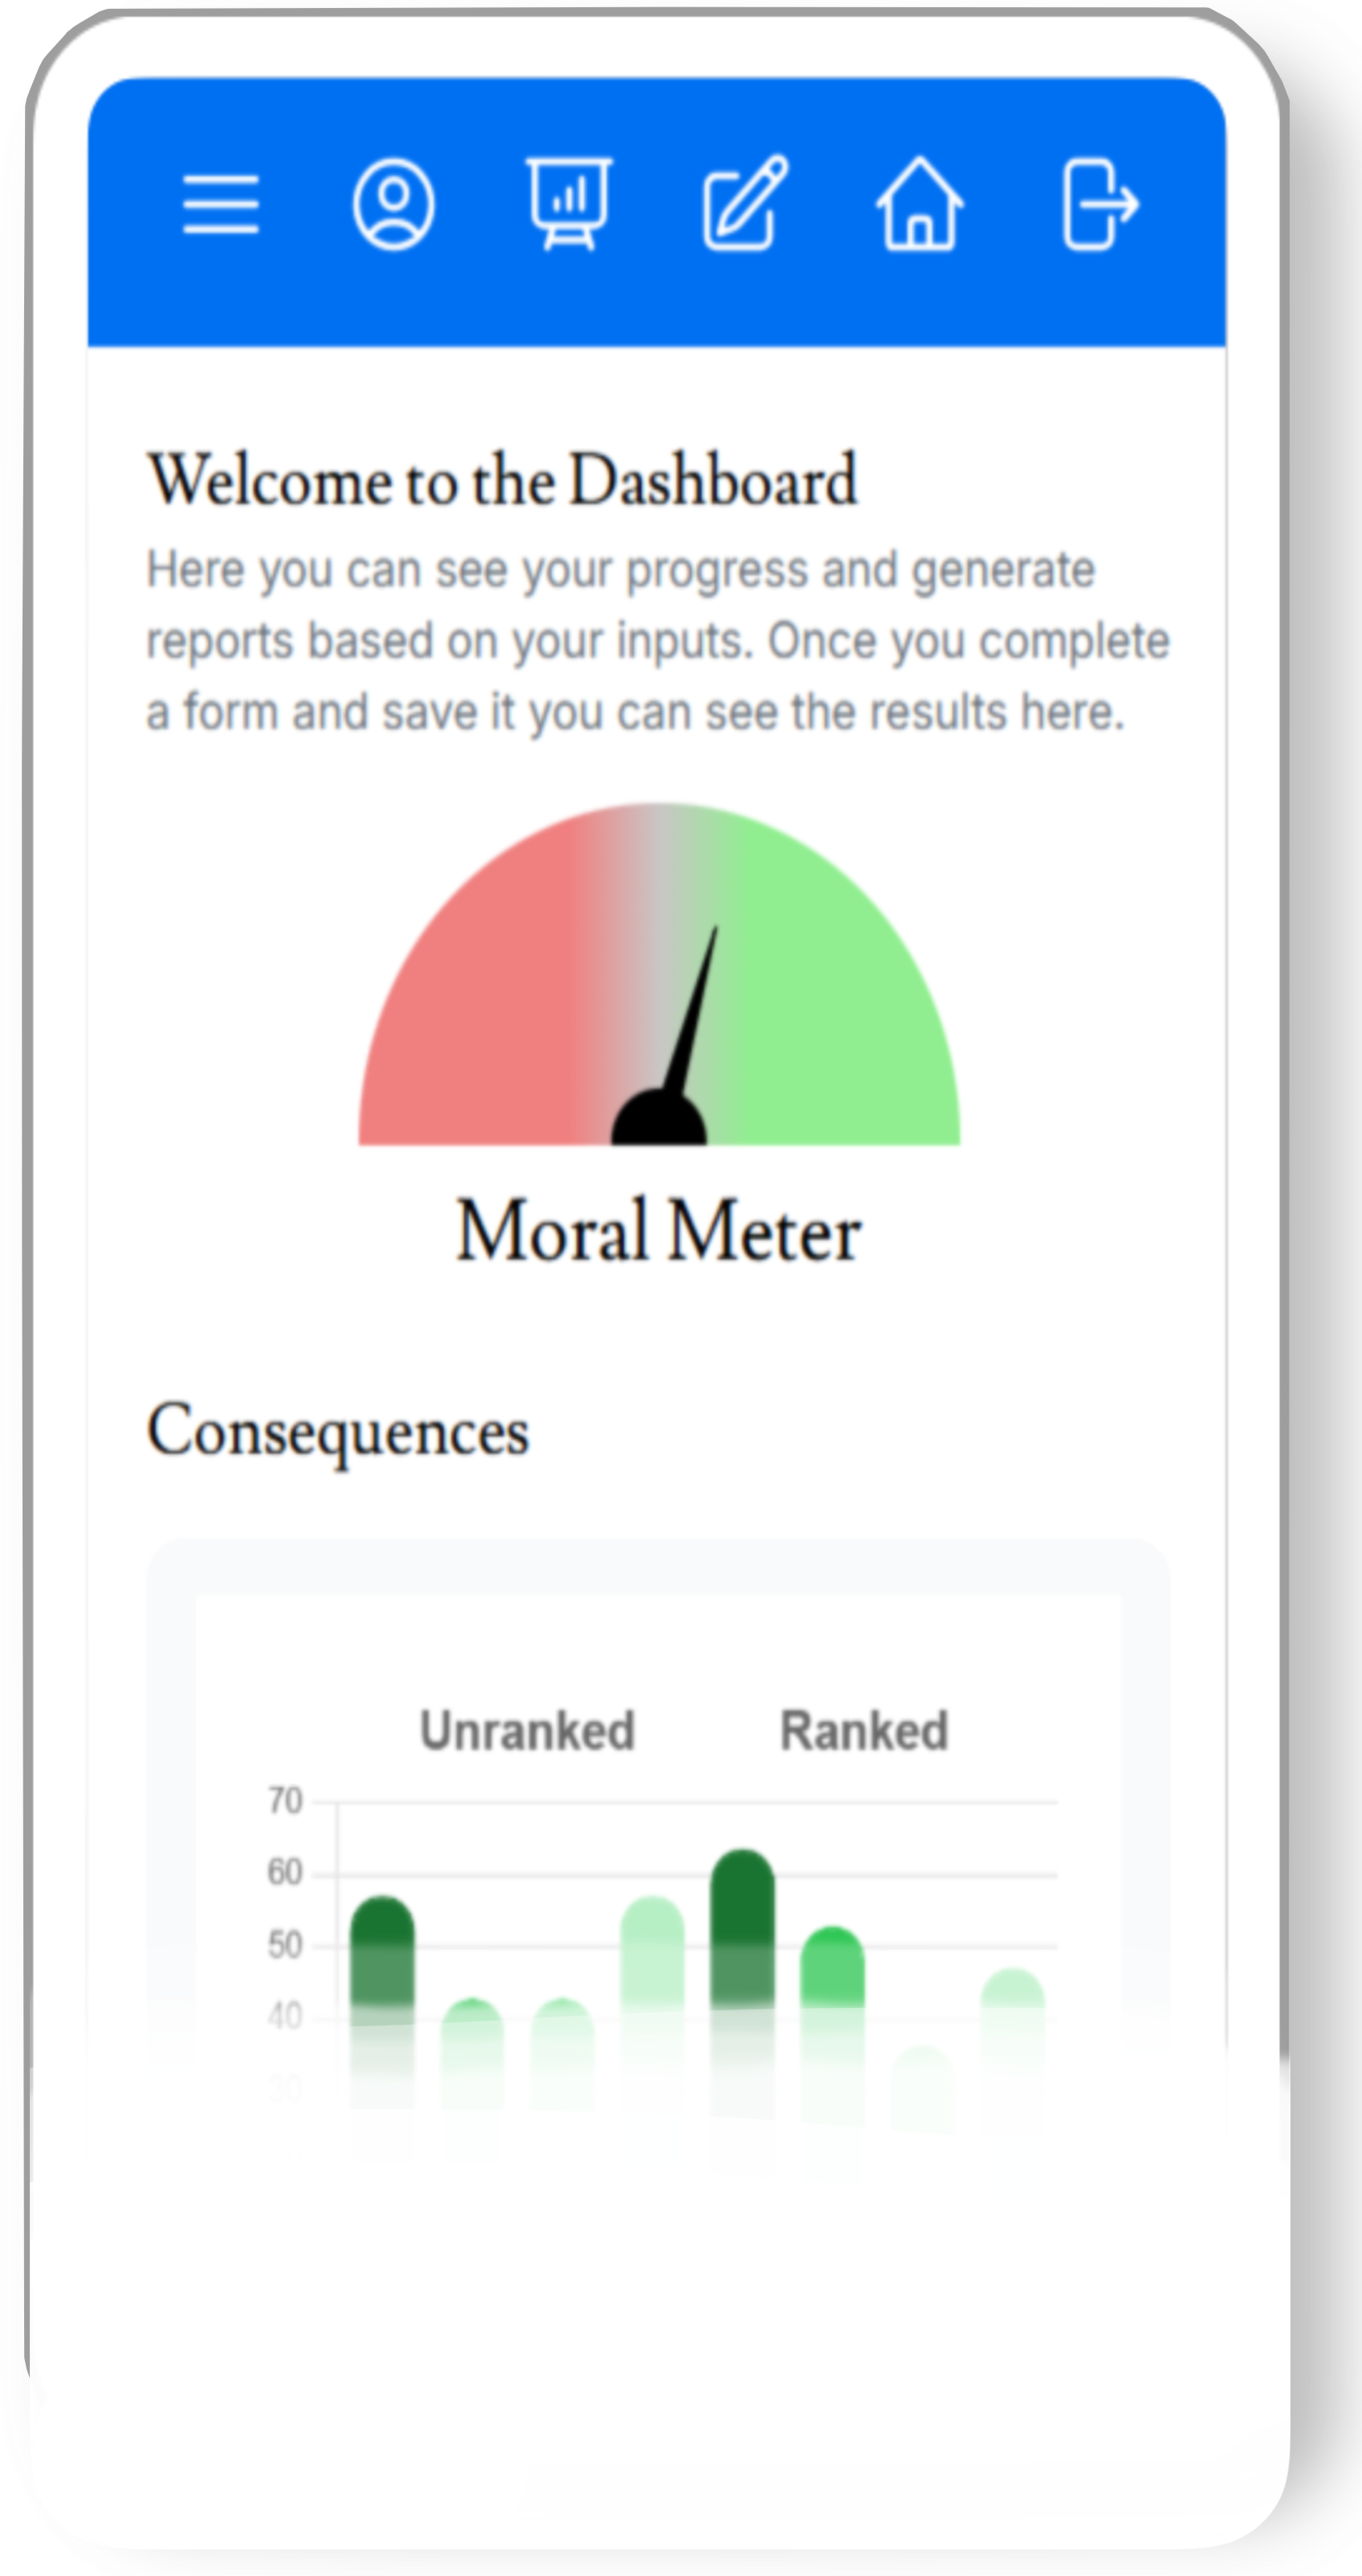 Welcome to the Dashboard
Here you can see your progress and generate
reports based on your inputs. Once you complete
a form and save it you can see the results here.
Moral Meter
Consequences
Unranked Ranked
70
60
50
40
30